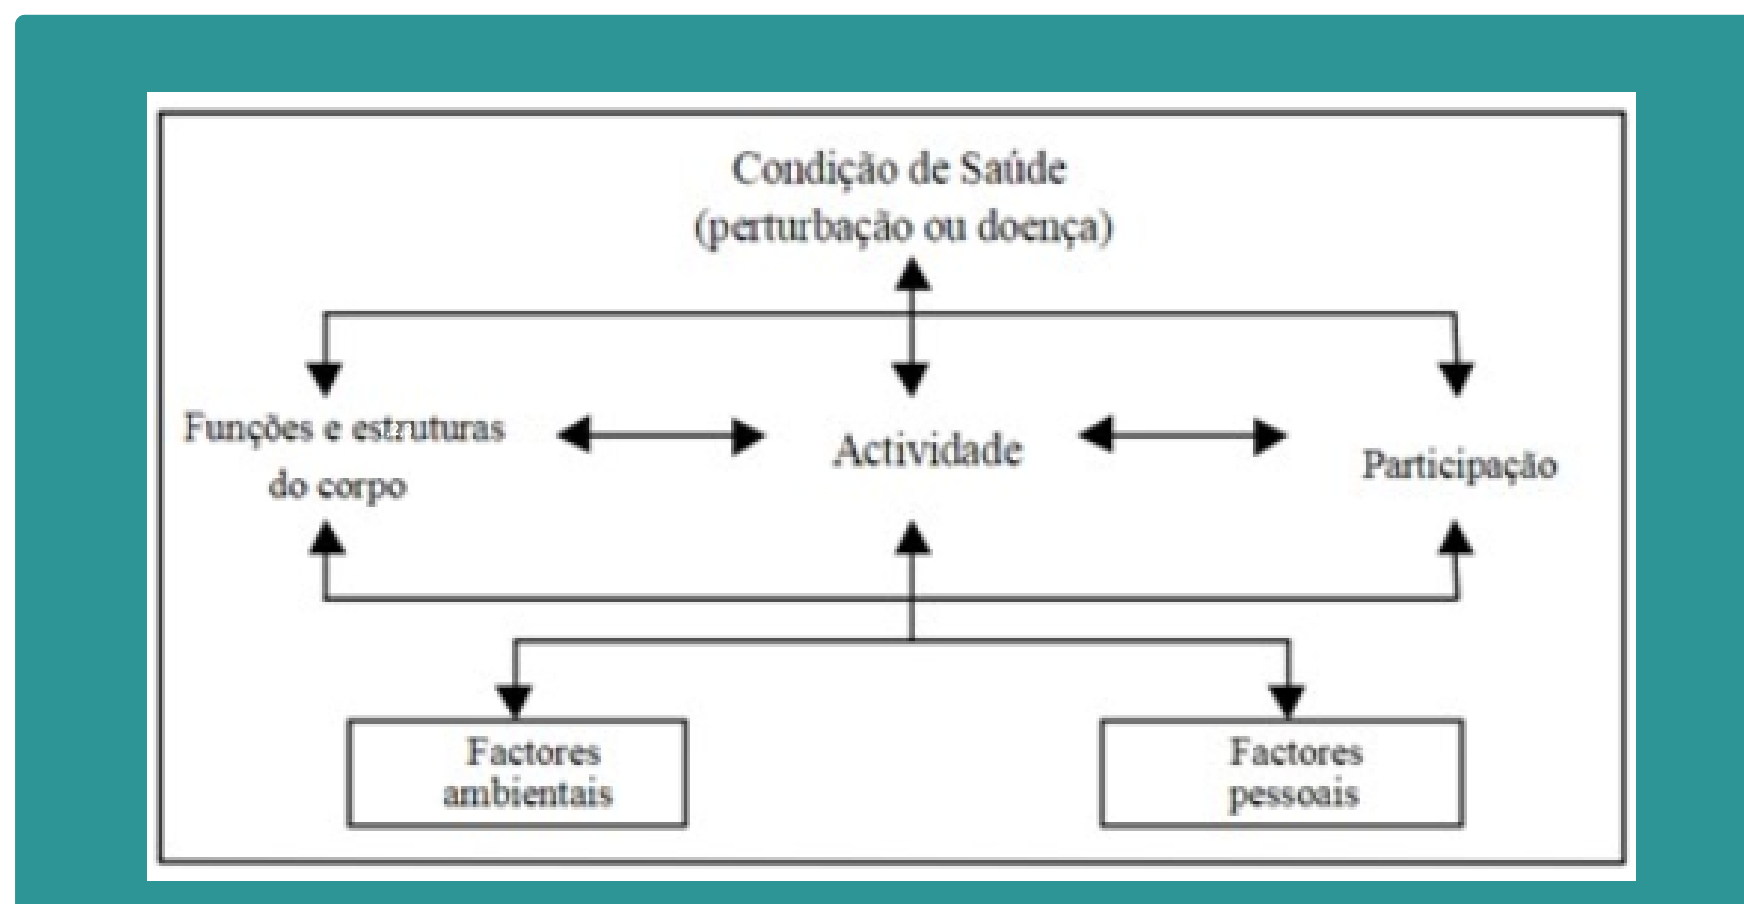 Condição de Saúde
(perturbação ou doença)
Funções e estruturas
do corpo
Actividade
Participação
Factores
ambientais
Factores
pessoais